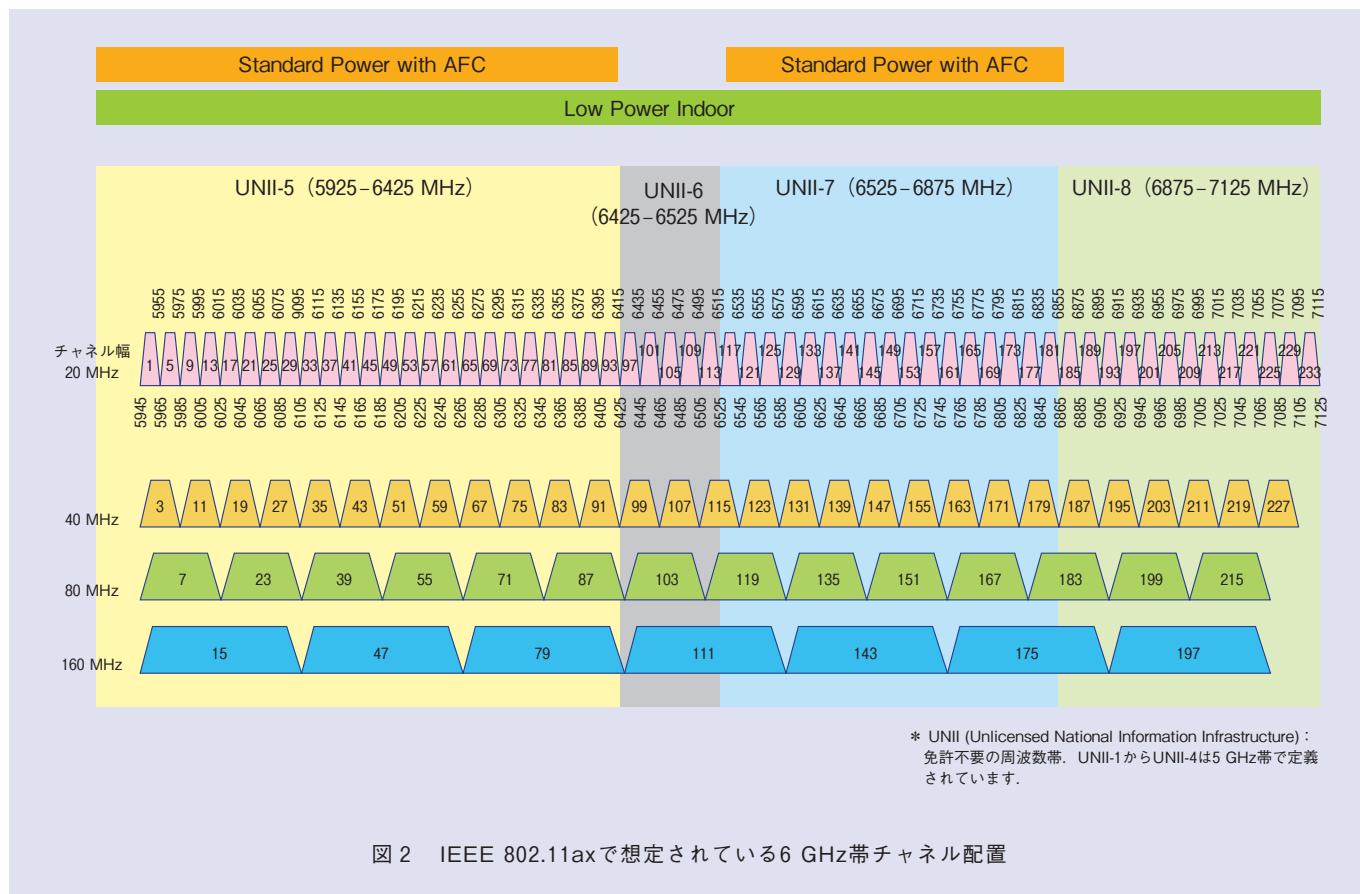 Standard Power with AFC Standard Power with AFC
Low Power Indoor
UNII-5（5925–6425 MHz） UNII-6 UNII-7（6525–6875 MHz） UNII-8（6875–7125 MHz）
（6425–6525 MHz）
5955 5975 5995 6015 6035 6055 6075 9095 6115 6135 6155 6175 6195 6215 6235 6255 6275 6295 6315 6335 6355 6375 6395 6415 6435 6455 6475 6495 6515 6535 6555 6575 6595 6615 6635 6655 6675 6695 6715 6735 6755 6775 6795 6815 6835 6855 6875 6895 6915 6935 6955 6975 6995 7015 7035 7055 7075 7095 7115
チャネル幅
20 MHz
1 5 9 13 17 21 25 29 33 37 41 45 49 53 57 61 65 69 73 77 81 85 89 93 97 101 105 109 113 117 121 125 129 133 137 141 145 149 153 157 161 165 169 173 177 181 185 189 193 197 201 205 209 213 217 221 225 229 233
5945 5965 5985 6005 6025 6045 6065 6085 6105 6125 6145 6165 6185 6205 6225 6245 6265 6285 6305 6325 6345 6365 6385 6405 6425 6445 6465 6485 6505 6525 6545 6565 6585 6605 6625 6645 6665 6685 6705 6725 6745 6765 6785 6805 6825 6845 6865 6885 6905 6925 6945 6965 6985 7005 7025 7045 7065 7085 7105 7125
40 MHz 3 11 19 27 35 43 51 59 67 75 83 91 99 107 115 123 131 139 147 155 163 171 179 187 195 203 211 219 227
80 MHz 7 23 39 55 71 87 103 119 135 151 167 183 199 215
160 MHz 15 47 79 111 143 175 197
＊ UNII (Unlicensed National Information Infrastructure)：
免許不要の周波数帯．UNII-1からUNII-4は5 GHz帯で定義
されています．
図 2 IEEE 802.11axで想定されている6 GHz帯チャネル配置